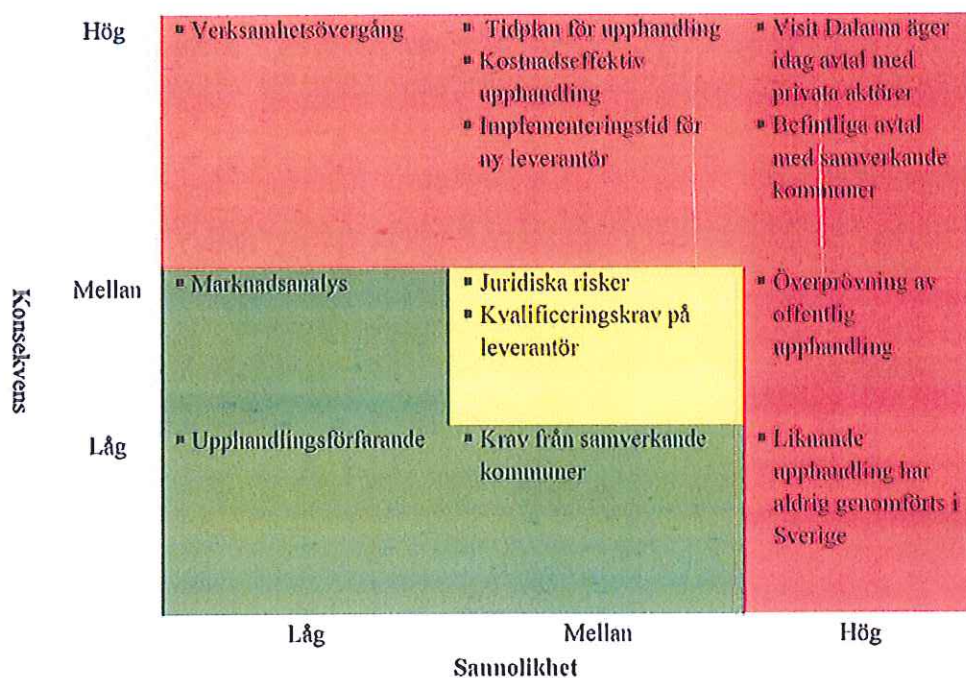 Hög
▪ Verksamhetsövergång
▪ Tidplan för upphandling
▪ Kostnadseffektiv
upphandling
▪ Implementeringstid för
ny leverantör
▪ Visit Dalarna äger
idag avtal med
privata aktörer
▪ Befintliga avtal
med samverkande
kommuner
Konsekvens
Mellan
▪ Marknadsanalys
▪ Juridiska risker
▪ Kvalificeringskrav på
leverantör
▪ Överprövning av
offentlig
upphandling
Låg
▪ Upphandlingsförfarande
▪ Krav från samverkande
kommuner
▪ Liknande
upphandling har
aldrig genomförts i
Sverige
Låg
Mellan
Hög
Sannolikhet